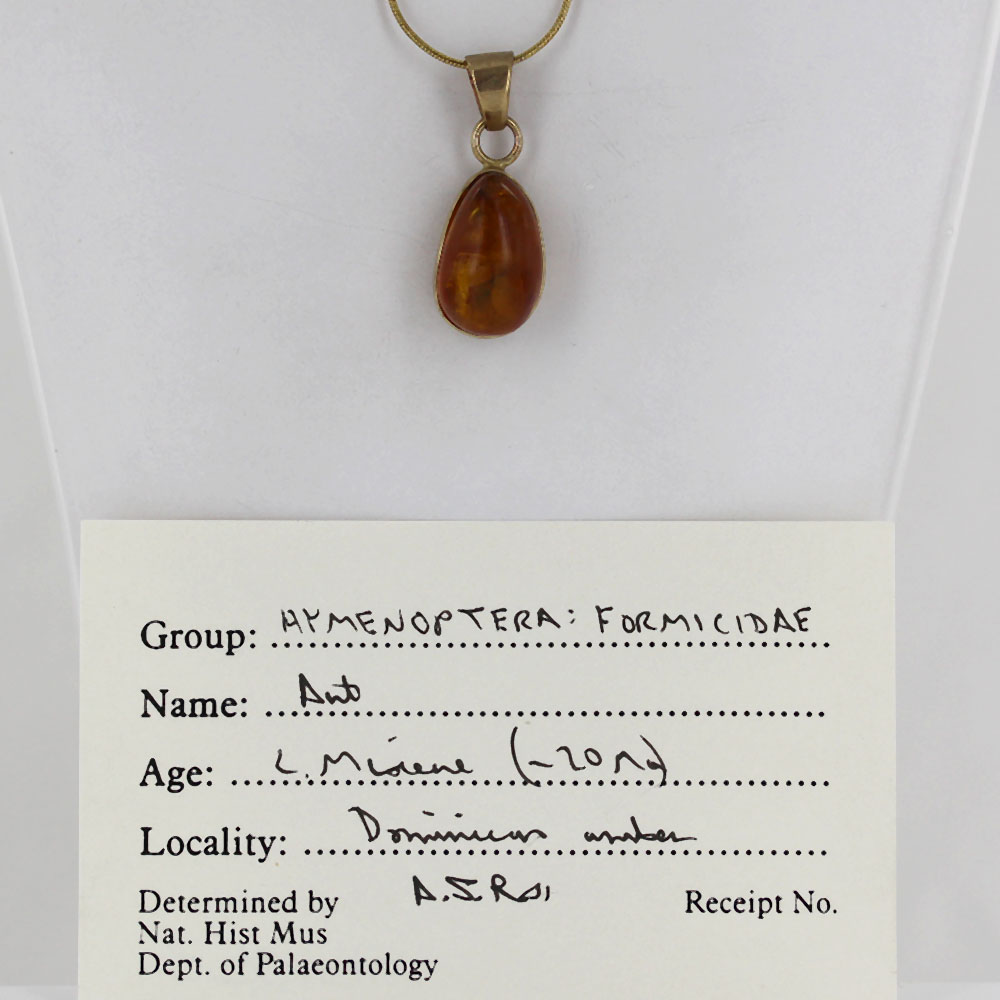 Group: HYMENOPTERA: FORMICIDAE
Name: Ant
Age: L. Miocene (~20 Ma)
Locality: Dominican amber
Determined by Receipt No.
Nat. Hist Mus
Dept. of Palaeontology